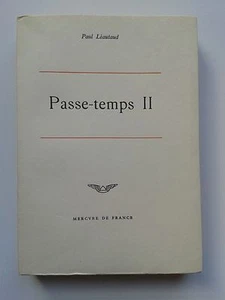 Paul Léautaud
Passe-temps II
MERCVRE DE FRANCE